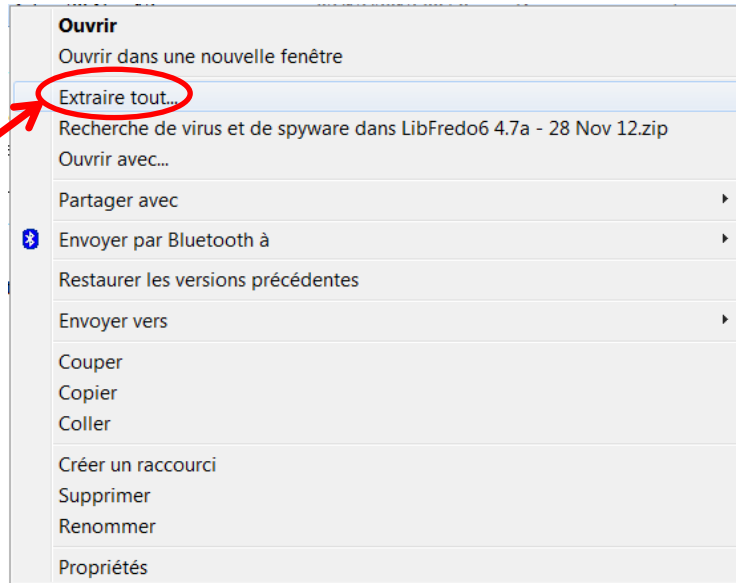 Ouvrir
Ouvrir dans une nouvelle fenêtre
Extraire tout...
Recherche de virus et de spyware dans LibFredo6 4.7a - 28 Nov 12.zip
Ouvrir avec...
Partager avec
Envoyer par Bluetooth à
Restaurer les versions précédentes
Envoyer vers
Couper
Copier
Coller
Créer un raccourci
Supprimer
Renommer
Propriétés